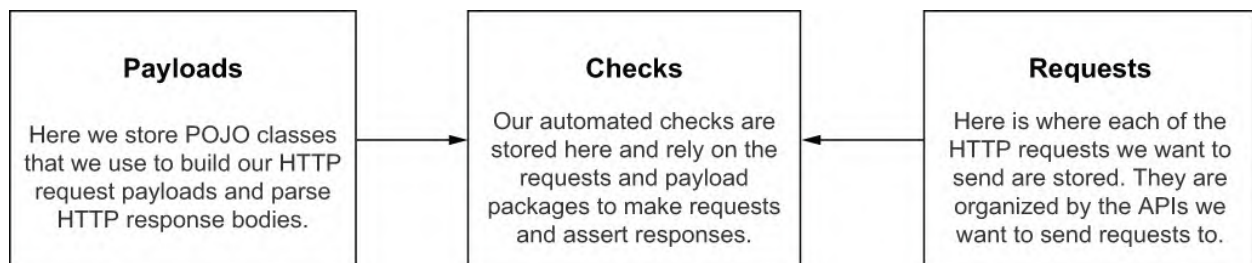 Payloads
Here we store POJO classes
that we use to build our HTTP
request payloads and parse
HTTP response bodies.
Checks
Our automated checks are
stored here and rely on the
requests and payload
packages to make requests
and assert responses.
Requests
Here is where each of the
HTTP requests we want to
send are stored. They are
organized by the APIs we
want to send requests to.